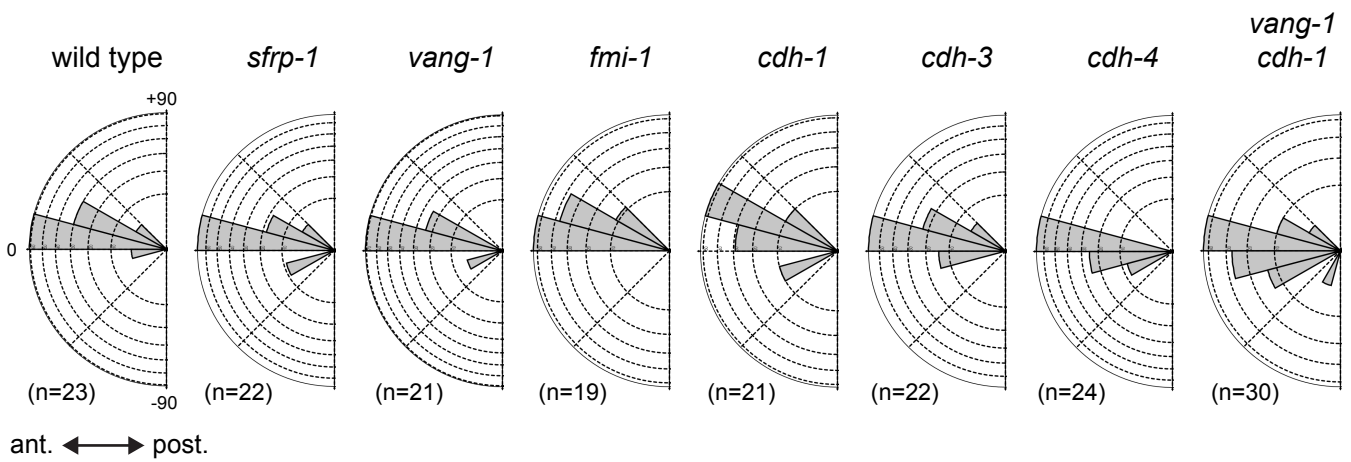 wild type sfrp-1 vang-1 fmi-1 cdh-1 cdh-3 cdh-4 vang-1 cdh-1
+90
0
-90
(n=23) (n=22) (n=21) (n=19) (n=21) (n=22) (n=24) (n=30)
ant. post.